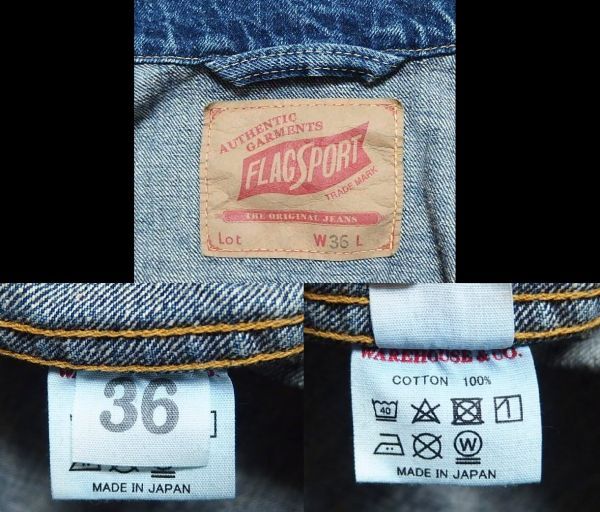 AUTHENTIC
GARMENTS
FLAGSPORT
TRADE MARK
THE ORIGINAL JEANS
Lot W36 L
36
MADE IN JAPAN
WAREHOUSE & CO.
COTTON 100%
40
W
MADE IN JAPAN